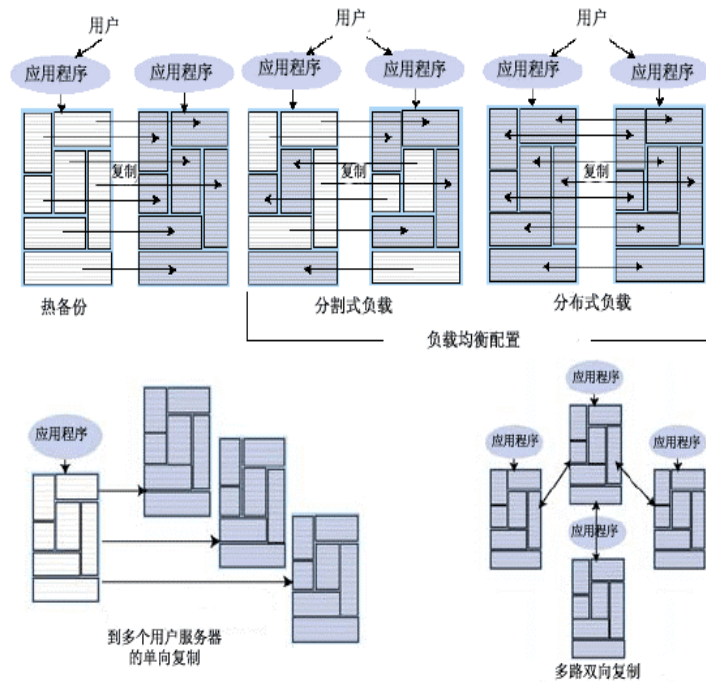 用户
用户
用户
应用程序
应用程序
应用程序
应用程序
应用程序
应用程序
复制
复制
复制
热备份
分割式负载
分布式负载
负载均衡配置
应用程序
应用程序
应用程序
应用程序
应用程序
到多个用户服务器
的单向复制
多路双向复制